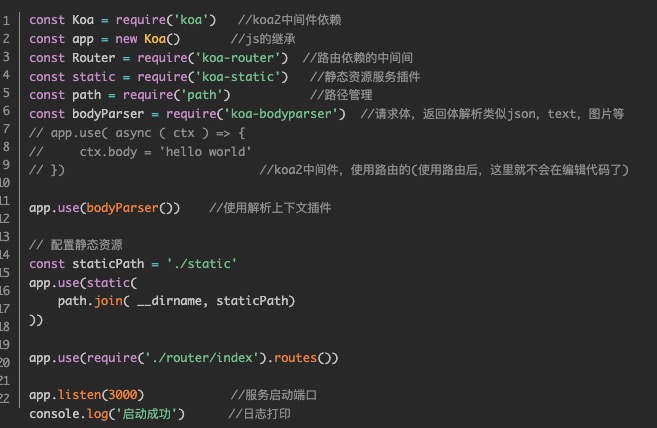 1 const Koa = require('koa')   //koa2中间件依赖
2 const app = new Koa()       //js的继承
3 const Router = require('koa-router')  //路由依赖的中间间
4 const static = require('koa-static')   //静态资源服务插件
5 const path = require('path')           //路径管理
6 const bodyParser = require('koa-bodyparser')  //请求体，返回体解析类似json，text，图片等
7 // app.use( async ( ctx ) => {
8 //     ctx.body = 'hello world'
9 // })                           //koa2中间件，使用路由的(使用路由后，这里就不会在编辑代码了)
10
11 app.use(bodyParser())    //使用解析上下文插件
12
13 // 配置静态资源
14 const staticPath = './static'
15 app.use(static(
16     path.join( __dirname, staticPath)
17 ))
18
19 app.use(require('./router/index').routes())
20
21 app.listen(3000)            //服务启动端口
22 console.log('启动成功')      //日志打印